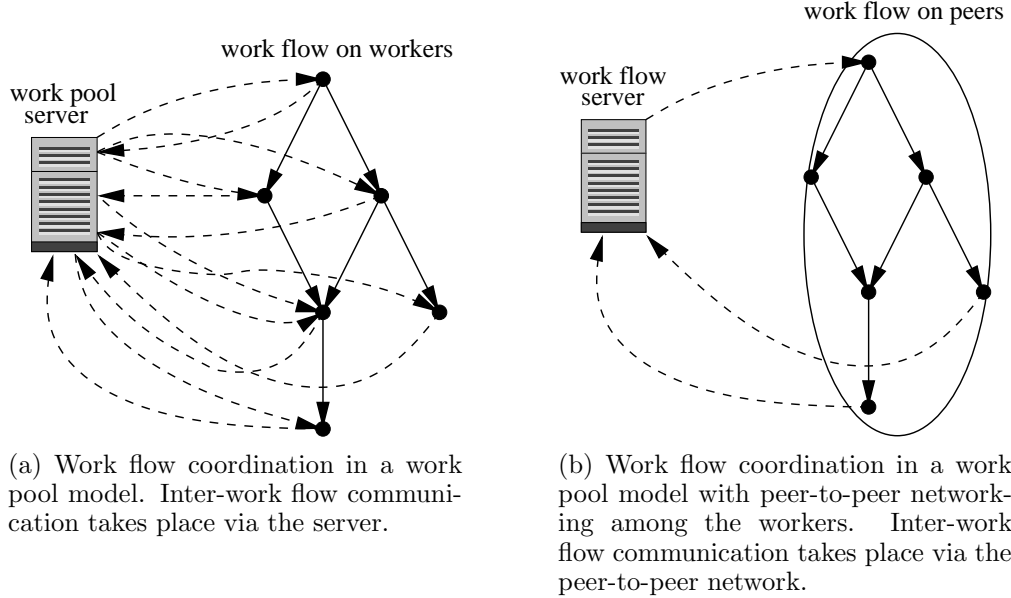 work flow on workers
work pool
server
(a) Work flow coordination in a work
pool model. Inter-work flow communi-
cation takes place via the server.
work flow on peers
work flow
server
(b) Work flow coordination in a work
pool model with peer-to-peer network-
ing among the workers. Inter-work
flow communication takes place via the
peer-to-peer network.